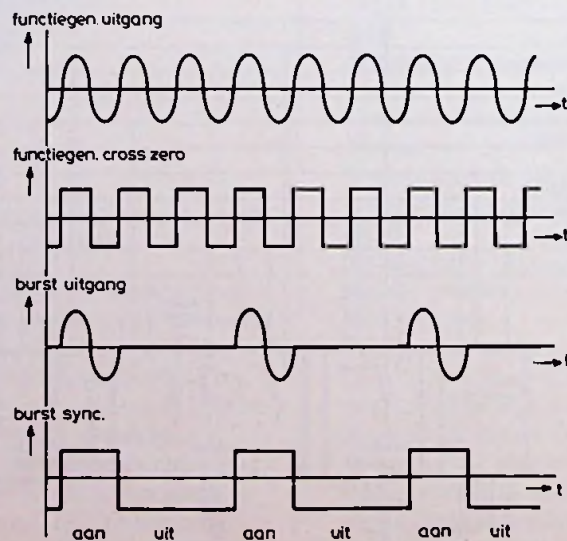 functiegen. uitgang
t
functiegen. cross zero
t
burst uitgang
t
burst sync.
t
aan uit aan uit aan uit